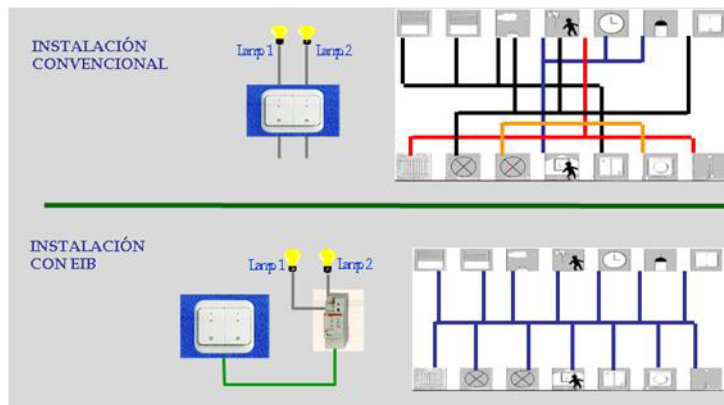 INSTALACIÓN
CONVENCIONAL
Lamp 1
Lamp 2
INSTALACIÓN
CON EIB
Lamp 1
Lamp 2